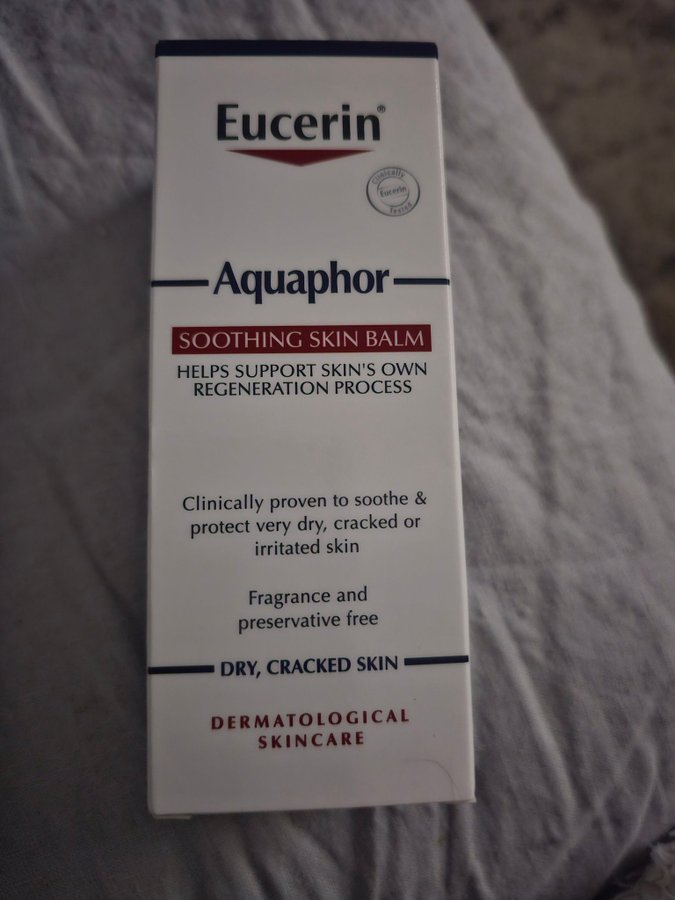 Eucerin®
Clinically
Eucerin
Tested
Aquaphor
SOOTHING SKIN BALM
HELPS SUPPORT SKIN'S OWN
REGENERATION PROCESS
Clinically proven to soothe &
protect very dry, cracked or
irritated skin
Fragrance and
preservative free
DRY, CRACKED SKIN
DERMATOLOGICAL
SKINCARE